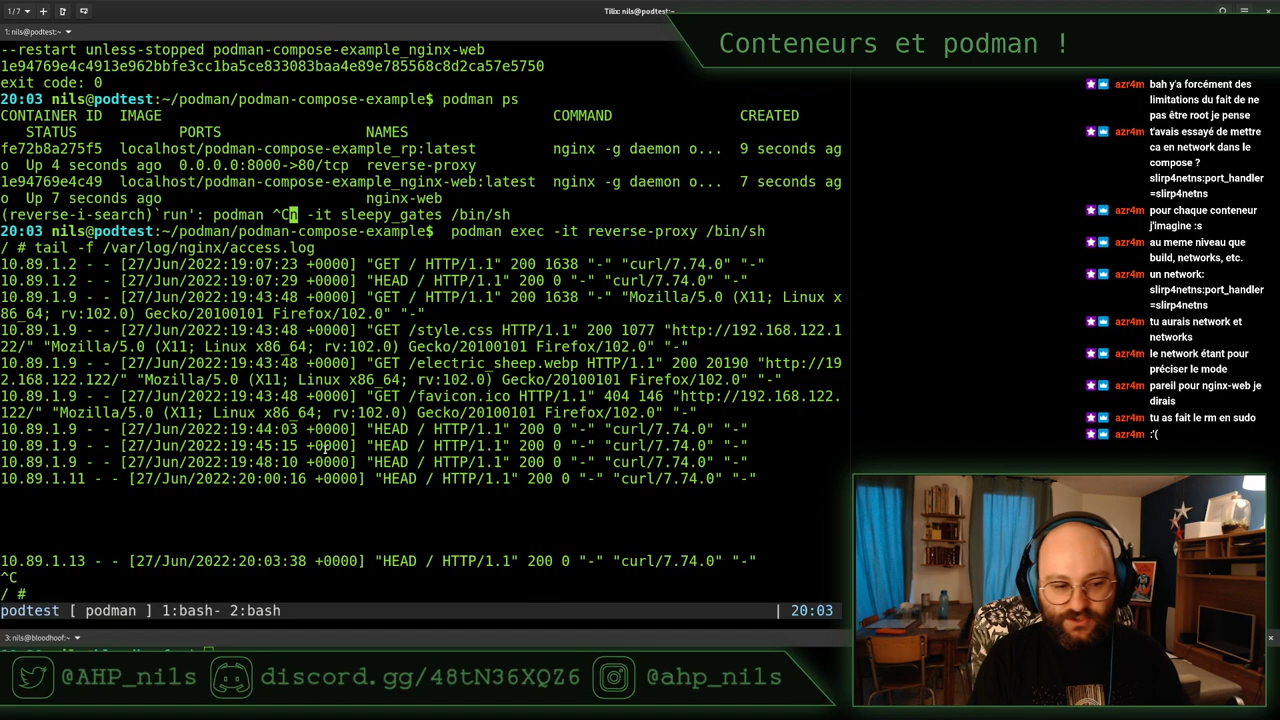 1/7
Tilix: nils@podtest:~
1: nils@podtest:~
--restart unless-stopped podman-compose-example_nginx-web
1e94769e4c4913e962bbfe3cc1ba5ce833083baa4e89e785568c8d2ca57e5750
exit code: 0
20:03 nils@podtest:~/podman/podman-compose-example$ podman ps
CONTAINER ID  IMAGE                                     COMMAND               CREATED
   STATUS            PORTS                 NAMES
fe72b8a275f5  localhost/podman-compose-example_rp:latest         nginx -g daemon o...  9 seconds ag
o  Up 4 seconds ago  0.0.0.0:8000->80/tcp  reverse-proxy
1e94769e4c49  localhost/podman-compose-example_nginx-web:latest  nginx -g daemon o...  7 seconds ag
o  Up 7 seconds ago                        nginx-web
(reverse-i-search)`run': podman ^Cn -it sleepy_gates /bin/sh
20:03 nils@podtest:~/podman/podman-compose-example$  podman exec -it reverse-proxy /bin/sh
/ # tail -f /var/log/nginx/access.log
10.89.1.2 - - [27/Jun/2022:19:07:23 +0000] "GET / HTTP/1.1" 200 1638 "-" "curl/7.74.0" "-"
10.89.1.2 - - [27/Jun/2022:19:07:29 +0000] "HEAD / HTTP/1.1" 200 0 "-" "curl/7.74.0" "-"
10.89.1.9 - - [27/Jun/2022:19:43:48 +0000] "GET / HTTP/1.1" 200 1638 "-" "Mozilla/5.0 (X11; Linux x
86_64; rv:102.0) Gecko/20100101 Firefox/102.0" "-"
10.89.1.9 - - [27/Jun/2022:19:43:48 +0000] "GET /style.css HTTP/1.1" 200 1077 "http://192.168.122.1
22/" "Mozilla/5.0 (X11; Linux x86_64; rv:102.0) Gecko/20100101 Firefox/102.0" "-"
10.89.1.9 - - [27/Jun/2022:19:43:48 +0000] "GET /electric_sheep.webp HTTP/1.1" 200 20190 "http://19
2.168.122.122/" "Mozilla/5.0 (X11; Linux x86_64; rv:102.0) Gecko/20100101 Firefox/102.0" "-"
10.89.1.9 - - [27/Jun/2022:19:43:48 +0000] "GET /favicon.ico HTTP/1.1" 404 146 "http://192.168.122.
122/" "Mozilla/5.0 (X11; Linux x86_64; rv:102.0) Gecko/20100101 Firefox/102.0" "-"
10.89.1.9 - - [27/Jun/2022:19:44:03 +0000] "HEAD / HTTP/1.1" 200 0 "-" "curl/7.74.0" "-"
10.89.1.9 - - [27/Jun/2022:19:45:15 +0000] "HEAD / HTTP/1.1" 200 0 "-" "curl/7.74.0" "-"
10.89.1.9 - - [27/Jun/2022:19:48:10 +0000] "HEAD / HTTP/1.1" 200 0 "-" "curl/7.74.0" "-"
10.89.1.11 - - [27/Jun/2022:20:00:16 +0000] "HEAD / HTTP/1.1" 200 0 "-" "curl/7.74.0" "-"
10.89.1.13 - - [27/Jun/2022:20:03:38 +0000] "HEAD / HTTP/1.1" 200 0 "-" "curl/7.74.0" "-"
^C
/ #
podtest [ podman ] 1:bash- 2:bash | 20:03
3: nils@bloodhoof:~
Conteneurs et podman !
azr4m bah y'a forcément des
limitations du fait de ne
pas être root je pense
azr4m t'avais essayé de mettre
ca en network dans le
compose ?
slirp4netns:port_handler
=slirp4netns
azr4m pour chaque conteneur
j'imagine :s
azr4m au meme niveau que
build, networks, etc.
azr4m un network:
slirp4netns:port_handler
=slirp4netns
azr4m tu aurais network et
networks
azr4m le network étant pour
préciser le mode
azr4m pareil pour nginx-web je
dirais
azr4m tu as fait le rm en sudo
azr4m :'(
@AHP_nils discord.gg/48tN36XQZ6 @ahp_nils